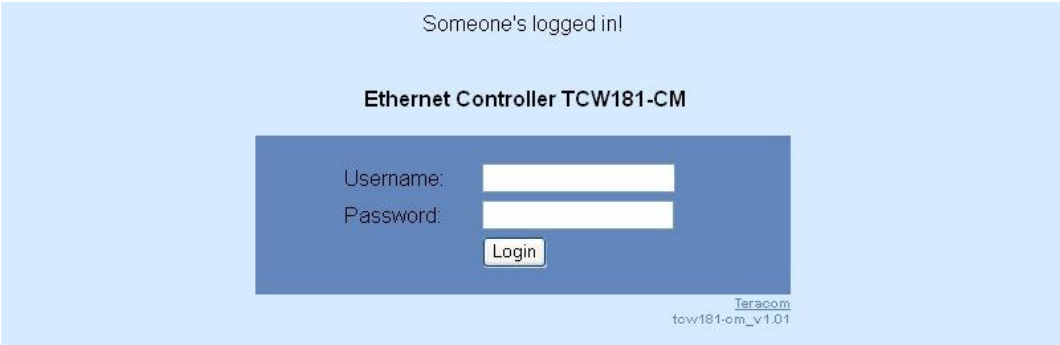 Someone's logged in!
Ethernet Controller TCW181-CM
Username:
Password:
Login
Teracom
tcw181-cm_v1.01